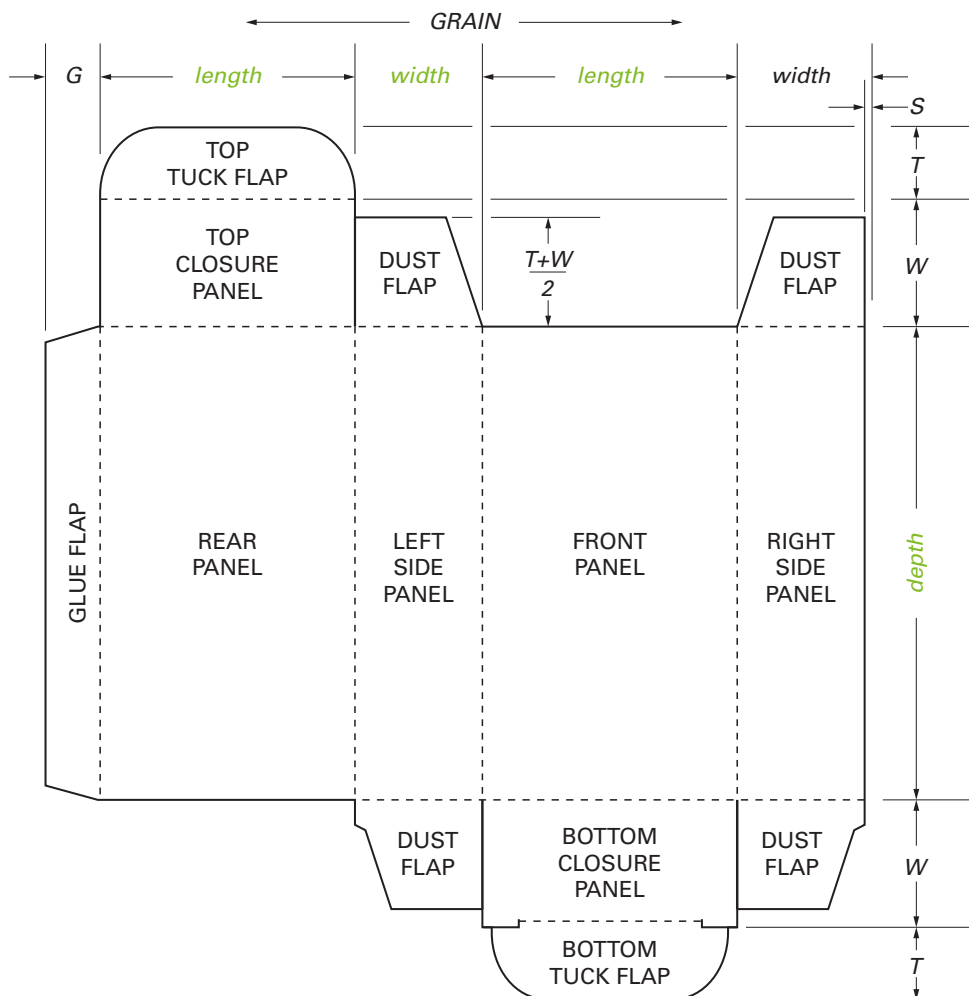 GRAIN
G
length
width
length
width
S
TOP
TUCK FLAP
T
TOP
CLOSURE
PANEL
DUST
FLAP
T+W
2
DUST
FLAP
W
GLUE FLAP
REAR
PANEL
LEFT
SIDE
PANEL
FRONT
PANEL
RIGHT
SIDE
PANEL
depth
DUST
FLAP
BOTTOM
CLOSURE
PANEL
DUST
FLAP
W
BOTTOM
TUCK FLAP
T